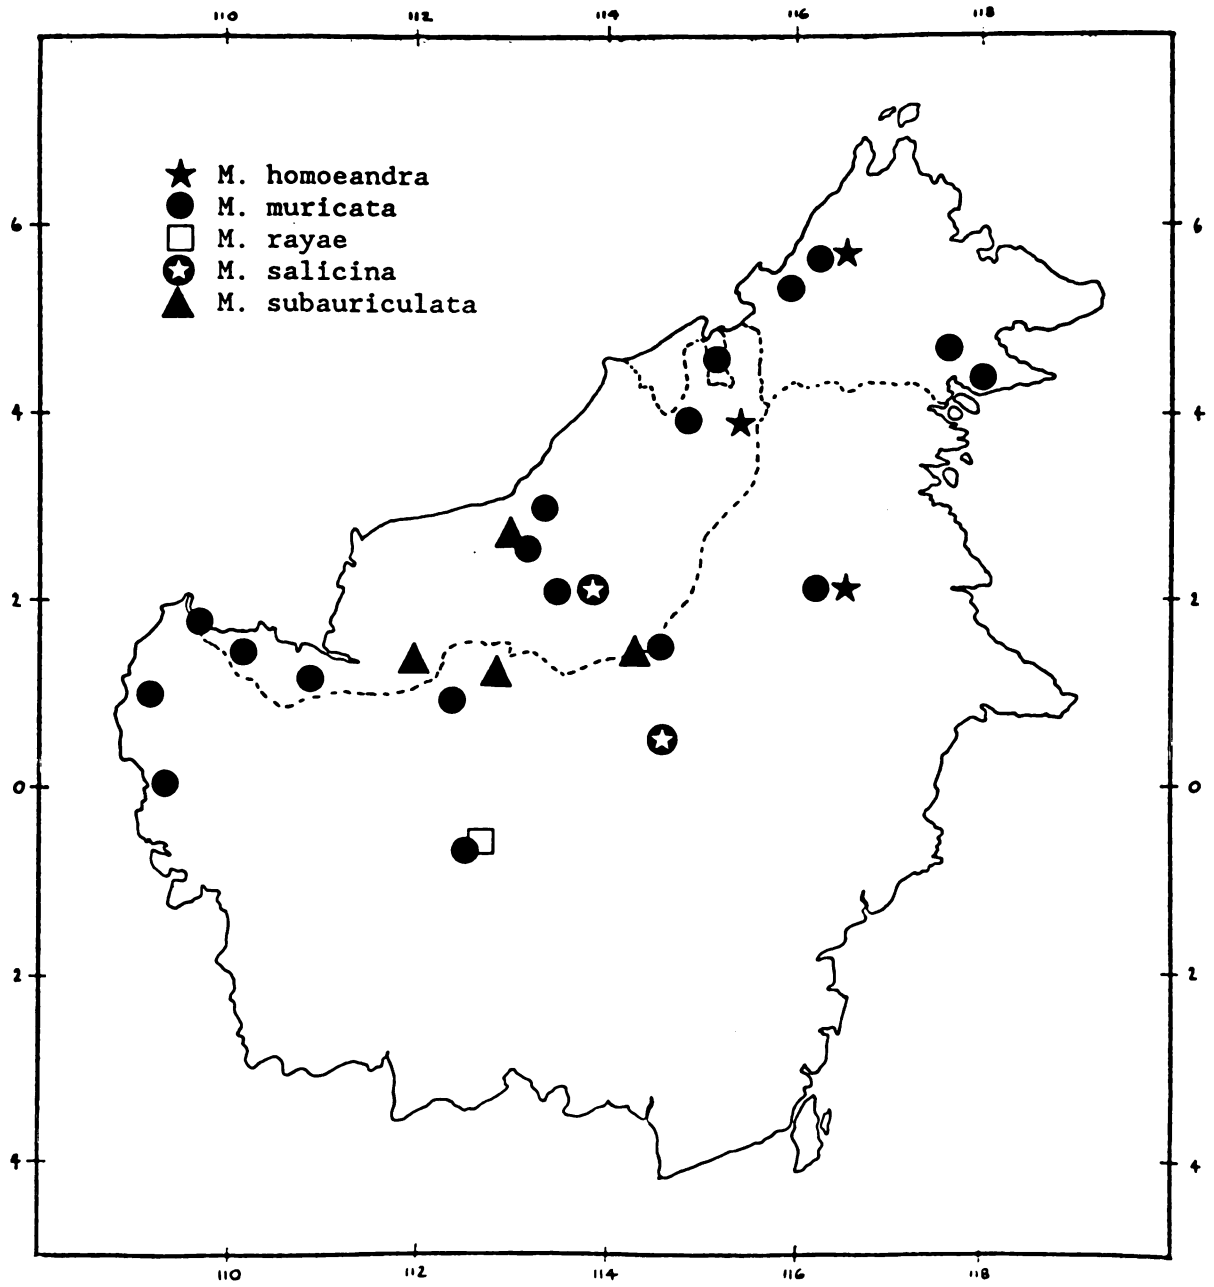 110 112 114 116 118
M. homoeandra
M. muricata
6 M. rayae 6
M. salicina
M. subauriculata
4 4
2 2
0 0
2 2
4 4
110 112 114 116 118